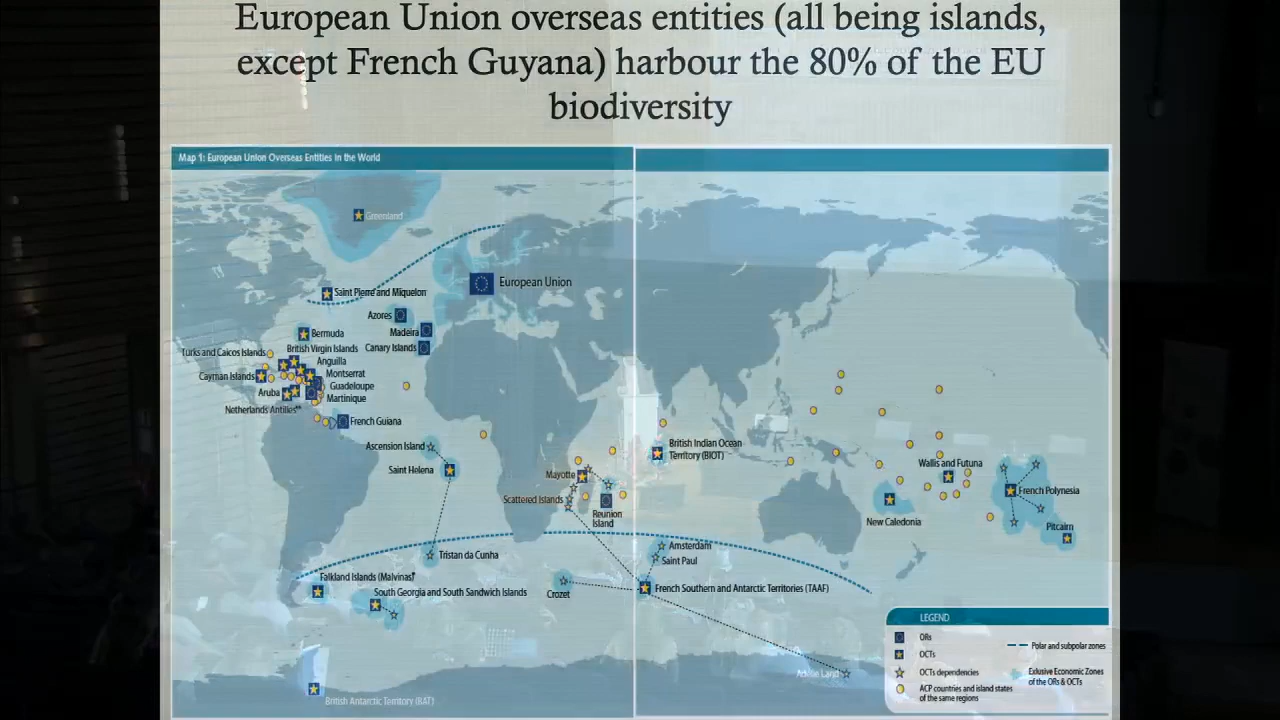 European Union overseas entities (all being islands,
except French Guyana) harbour the 80% of the EU
biodiversity
Map 1: European Union Overseas Entities in the World
Greenland
European Union
Saint Pierre and Miquelon
Azores
Bermuda
Madeira
British Virgin Islands
Canary Islands
Turks and Caicos Islands
Anguilla
Cayman Islands
Montserrat
Guadeloupe
Aruba
Martinique
Netherlands Antilles**
French Guiana
Ascension Island
British Indian Ocean
Territory (BIOT)
Saint Helena
Mayotte
Wallis and Futuna
Scattered Islands
French Polynesia
Reunion
Island
New Caledonia
Pitcairn
Tristan da Cunha
Amsterdam
Saint Paul
Falkland Islands (Malvinas)*
South Georgia and South Sandwich Islands
Crozet
French Southern and Antarctic Territories (TAAF)
Adélie Land
British Antarctic Territory (BAT)
LEGEND
ORs
OCTs
OCTs dependencies
ACP countries and island states
of the same regions
Polar and subpolar zones
Exlusive Economic Zones
of the ORs & OCTs